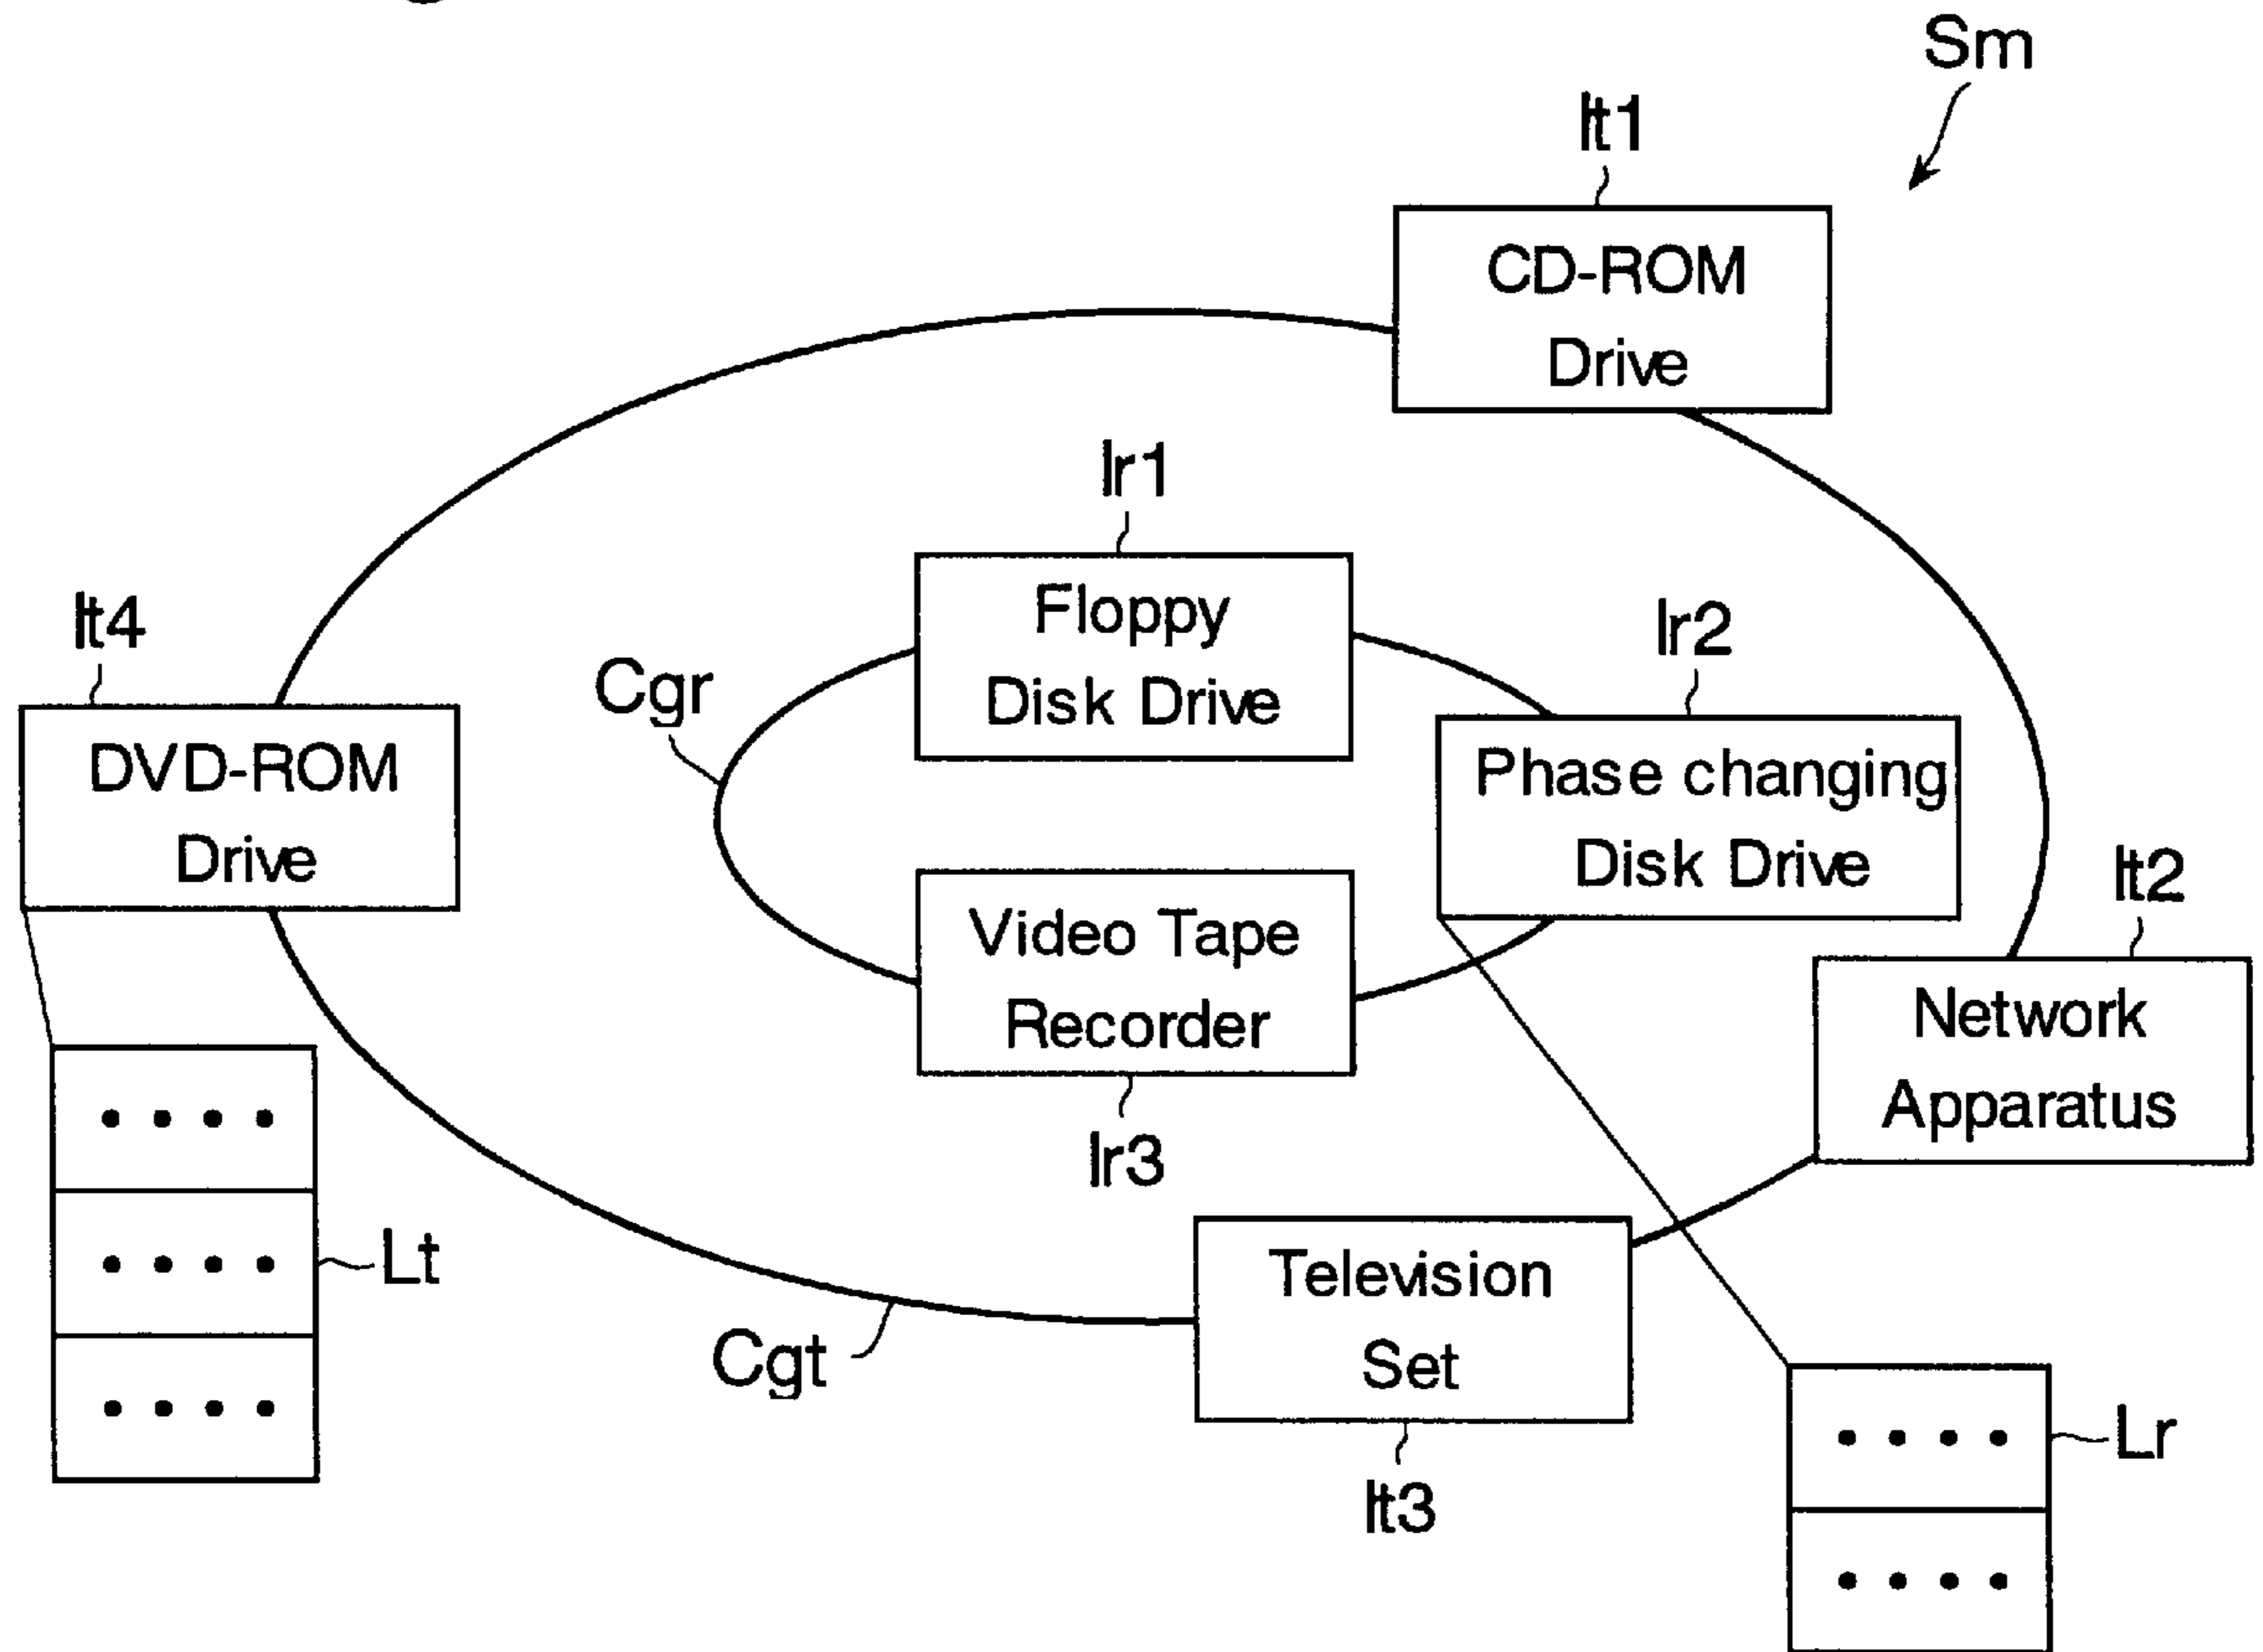 Sm
It1
CD-ROM
Drive
Ir1
Floppy
Disk Drive
It4
DVD-ROM
Drive
Cgr
Ir2
Phase changing
Disk Drive
It2
Network
Apparatus
Video Tape
Recorder
Ir3
Lt
Cgt
Television
Set
It3
Lr